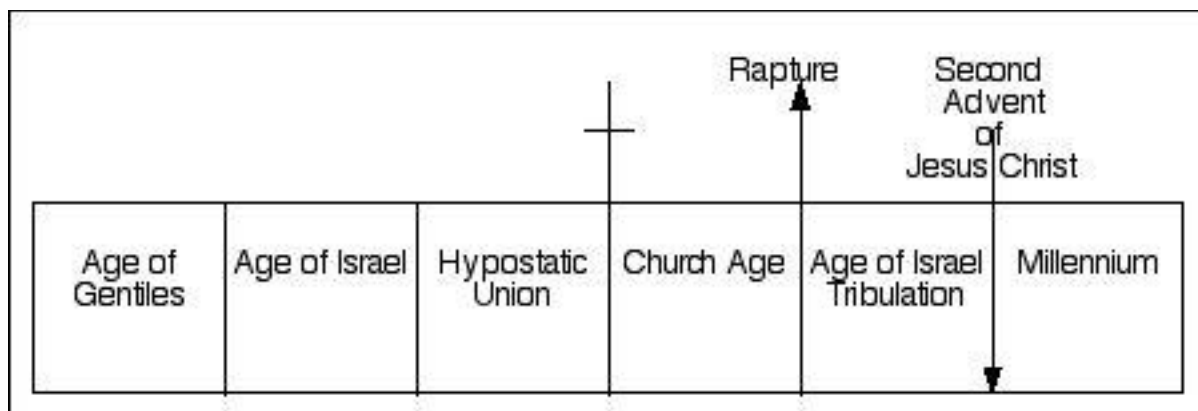 Rapture
Second
Advent
of
Jesus Christ
Age of
Gentiles
Age of Israel
Hypostatic
Union
Church Age
Age of Israel
Tribulation
Millennium